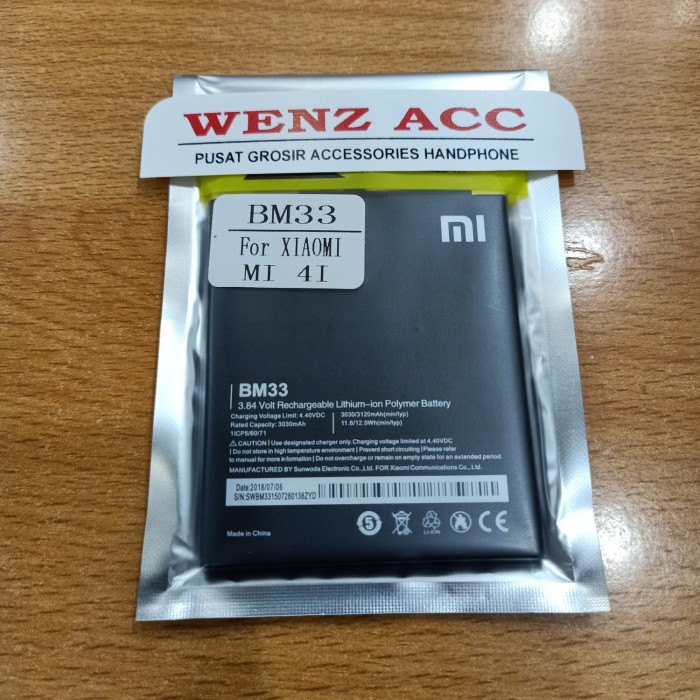 WENZ ACC
PUSAT GROSIR ACCESSORIES HANDPHONE
BM33
For XIAOMI
MI 4I
mi
BM33
3.84 Volt Rechargeable Lithium-ion Polymer Battery
Charging Voltage Limit: 4.40VDC 3030/3120mAh(min/typ)
Rated Capacity: 3030mAh 11.6/12.0Wh(min/typ)
1ICP5/60/71
CAUTION | Use designated charger only.Charging voltage limited at 4.40VDC
| Do not store in high temperature environment | Prevent short circuiting | Please refer
to manual for more information | Do not overcharge or remain on empty state for an extended period
MANUFACTURED BY Sunwoda Electronic Co.,Ltd. FOR Xiaomi Communications Co., Ltd.
Date:2018/07/06
S/N:SWBM331507260136ZYD
Made in China
5
LI-ION
CE